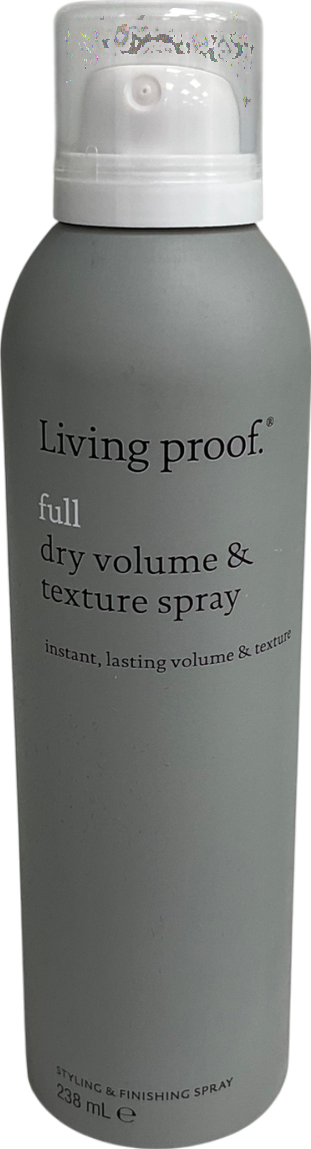 Living proof.®
full
dry volume &
texture spray
instant, lasting volume & texture
STYLING & FINISHING SPRAY
238 mL ℮